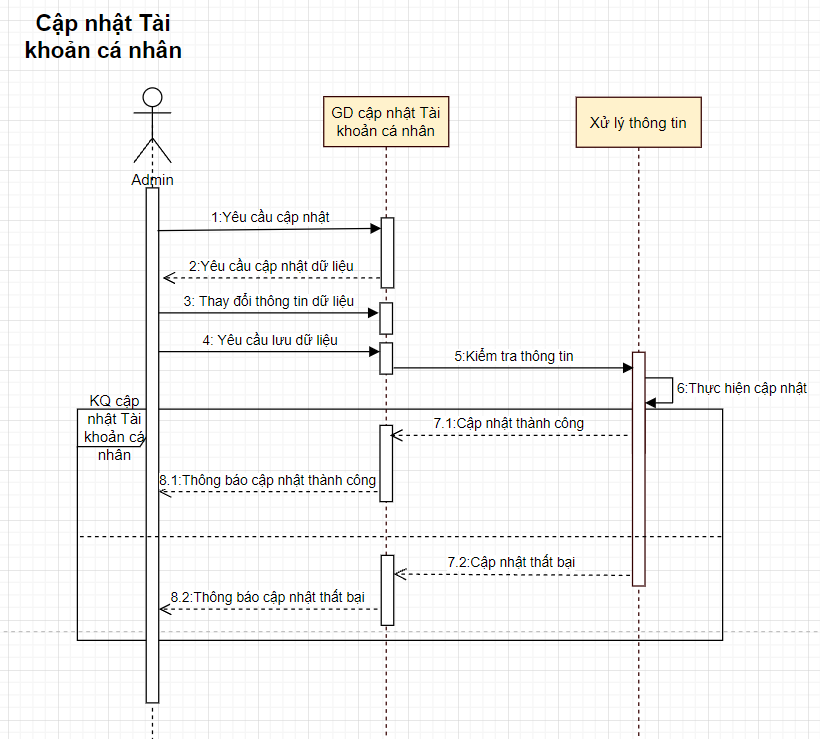 Cập nhật Tài
khoản cá nhân
GD cập nhật Tài
khoản cá nhân
Xử lý thông tin
Admin
1:Yêu cầu cập nhật
2:Yêu cầu cập nhật dữ liệu
3: Thay đổi thông tin dữ liệu
4: Yêu cầu lưu dữ liệu
5:Kiểm tra thông tin
6:Thực hiện cập nhật
KQ cập
nhật Tài
khoản cá
nhân
7.1:Cập nhật thành công
8.1:Thông báo cập nhật thành công
7.2:Cập nhật thất bại
8.2:Thông báo cập nhật thất bại